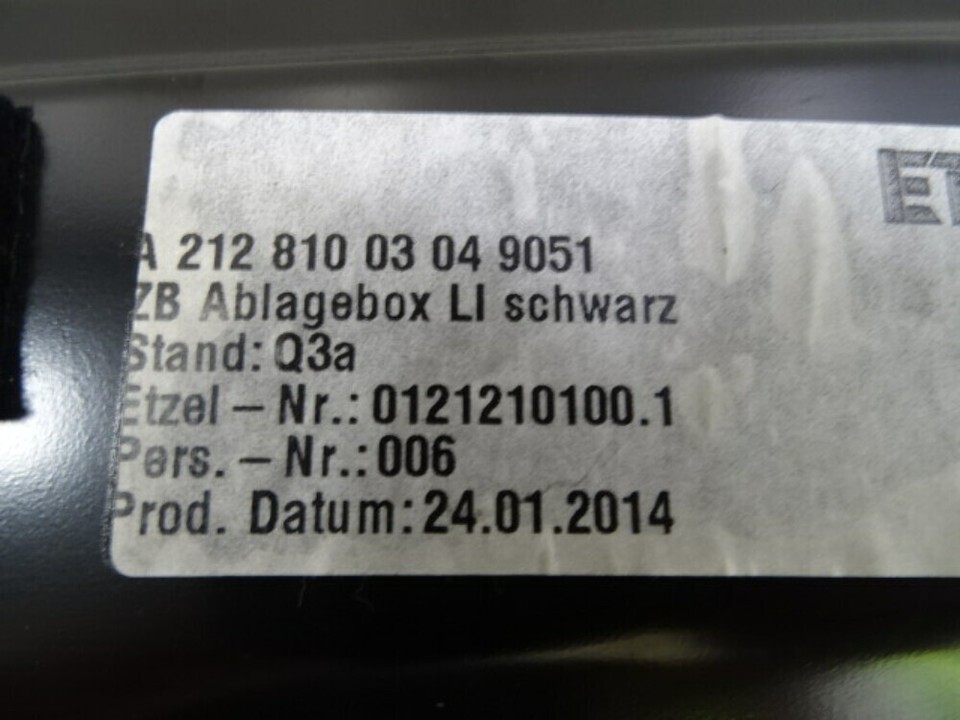 ET
A 212 810 03 04 9051
ZB Ablagebox LI schwarz
Stand: Q3a
Etzel – Nr.: 0121210100.1
Pers. – Nr.: 006
Prod. Datum: 24.01.2014